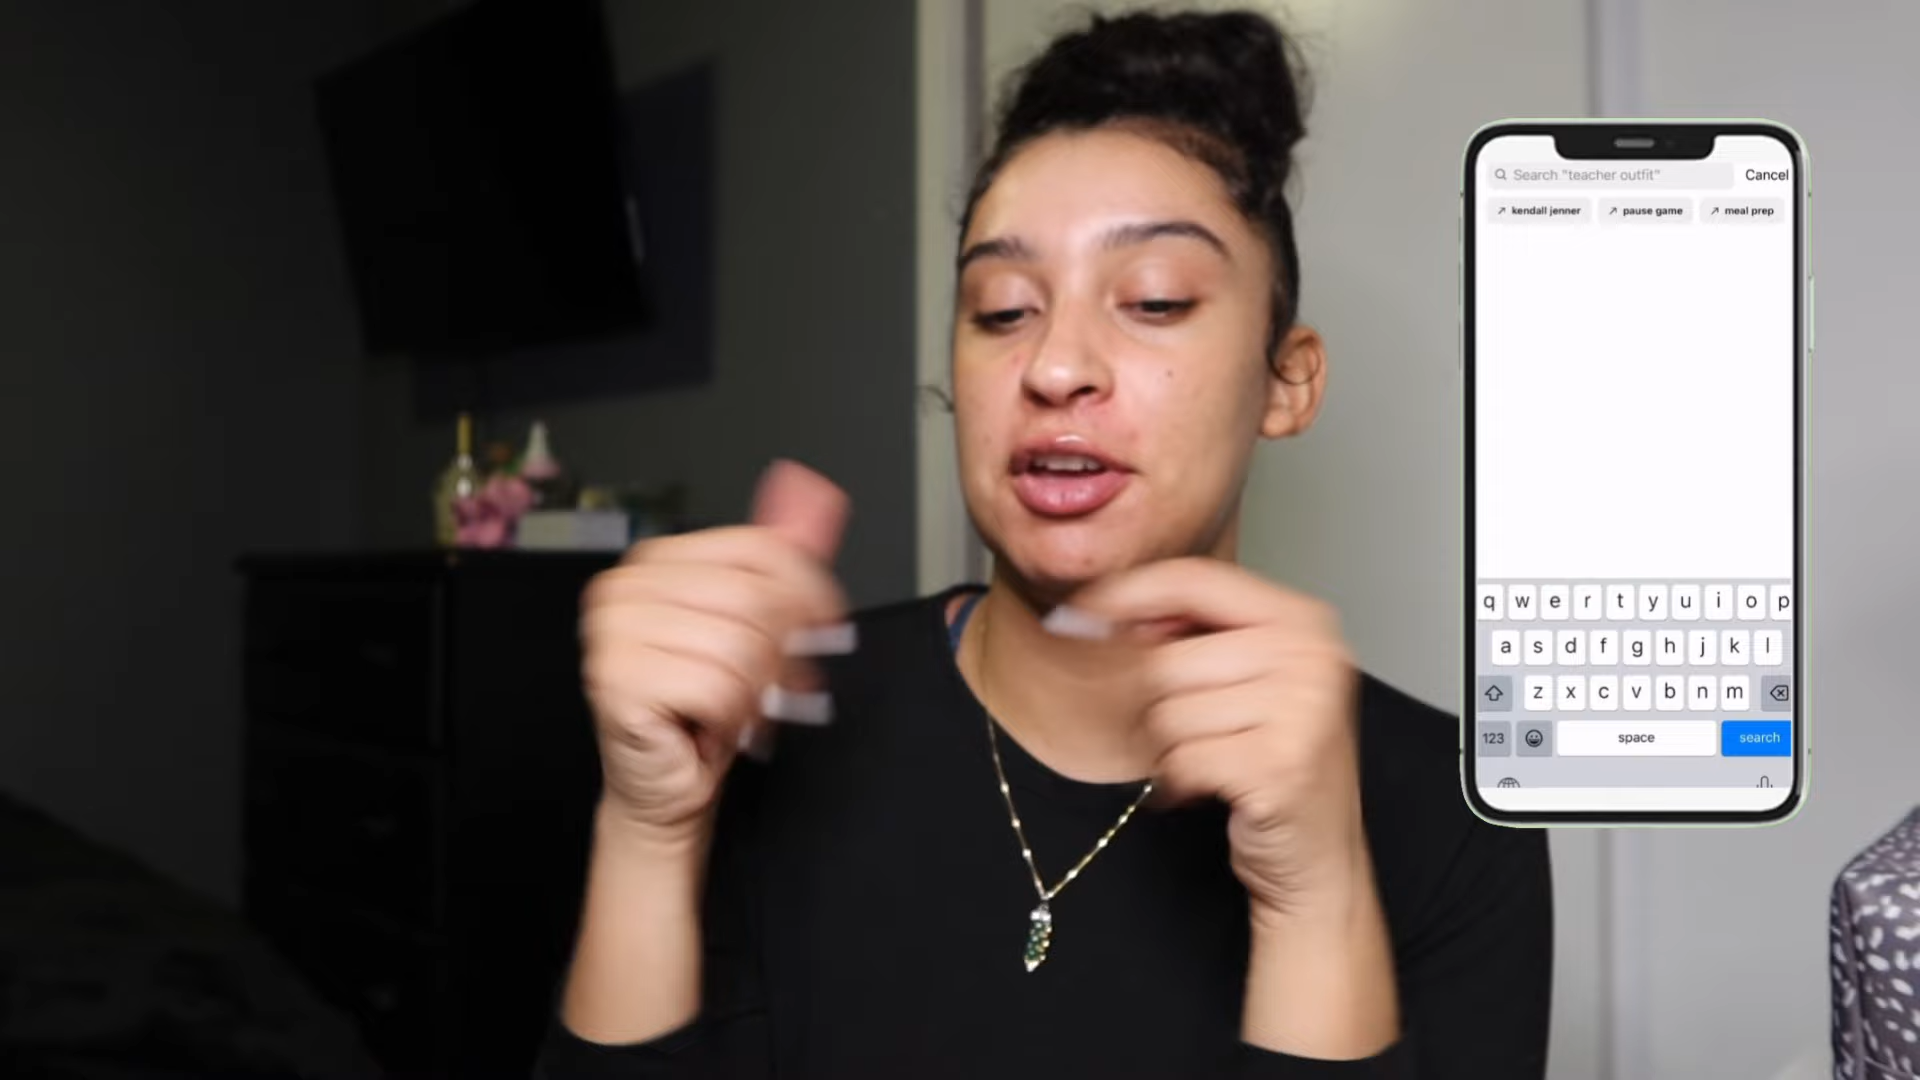 Search "teacher outfit" Cancel
kendall jenner pause game meal prep
q w e r t y u i o p
a s d f g h j k l
z x c v b n m
123 space search